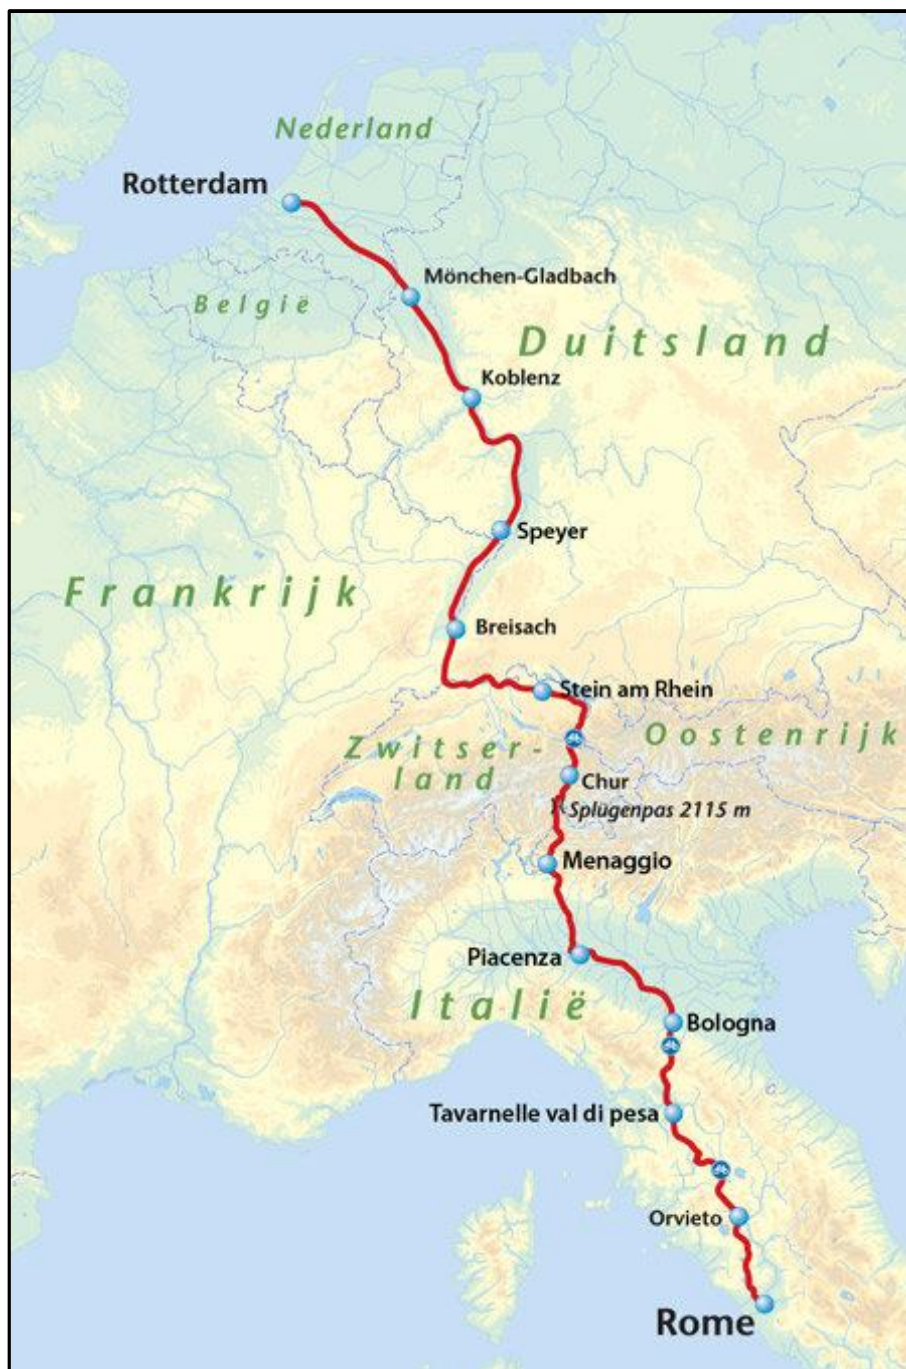 Nederland
Rotterdam
Mönchen-Gladbach
België
Duitsland
Koblenz
Speyer
Frankrijk
Breisach
Stein am Rhein
Zwitser-
land
Oostenrijk
Chur
Splügenpas 2115 m
Menaggio
Piacenza
Italië
Bologna
Tavarnelle val di pesa
Orvieto
Rome